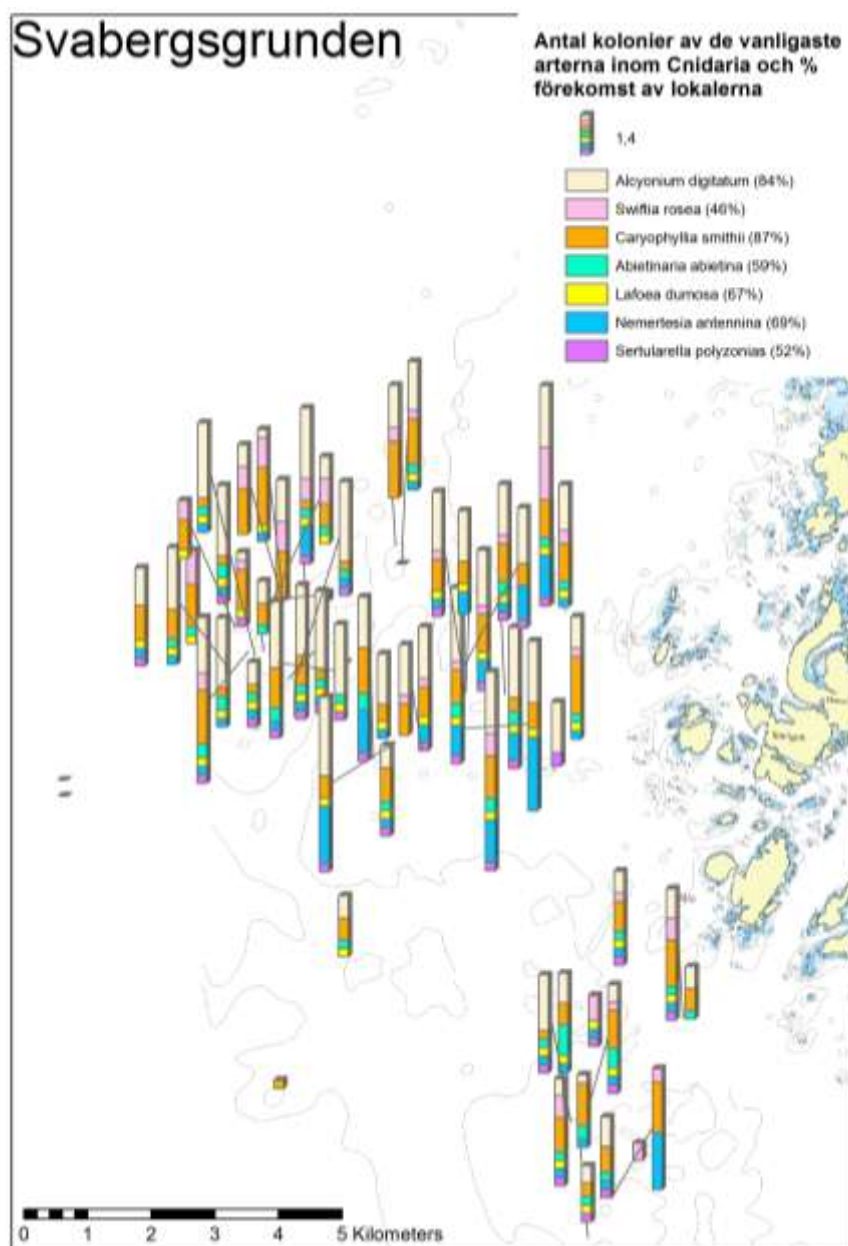 Svabergsgrunden
Antal kolonier av de vanligaste
arterna inom Cnidaria och %
förekomst av lokalerna
1,4
Alcyonium digitatum (84%)
Swiftia rosea (46%)
Caryophyllia smithii (87%)
Abietinaria abietina (59%)
Lafoea dumosa (67%)
Nemertesia antennina (69%)
Sertularella polyzonias (52%)
0 1 2 3 4 5 Kilometers